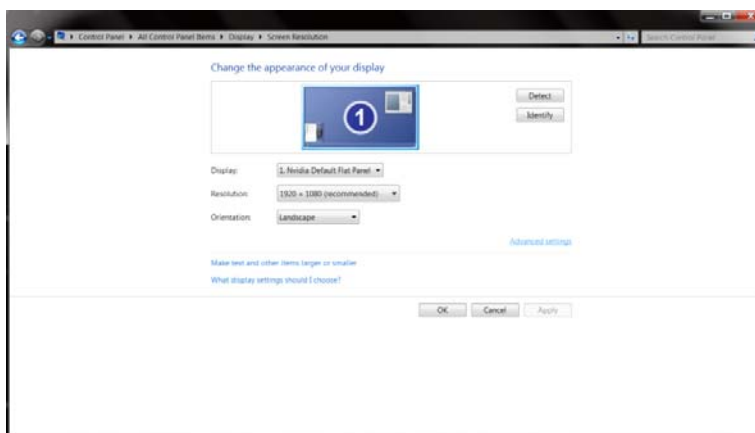 Control Panel ▸ All Control Panel Items ▸ Display ▸ Screen Resolution
Search Control Panel
Change the appearance of your display
1
Detect
Identify
Display:
1. Nvidia Default Flat Panel
Resolution:
1920 × 1080 (recommended)
Orientation:
Landscape
Advanced settings
Make text and other items larger or smaller
What display settings should I choose?
OK
Cancel
Apply